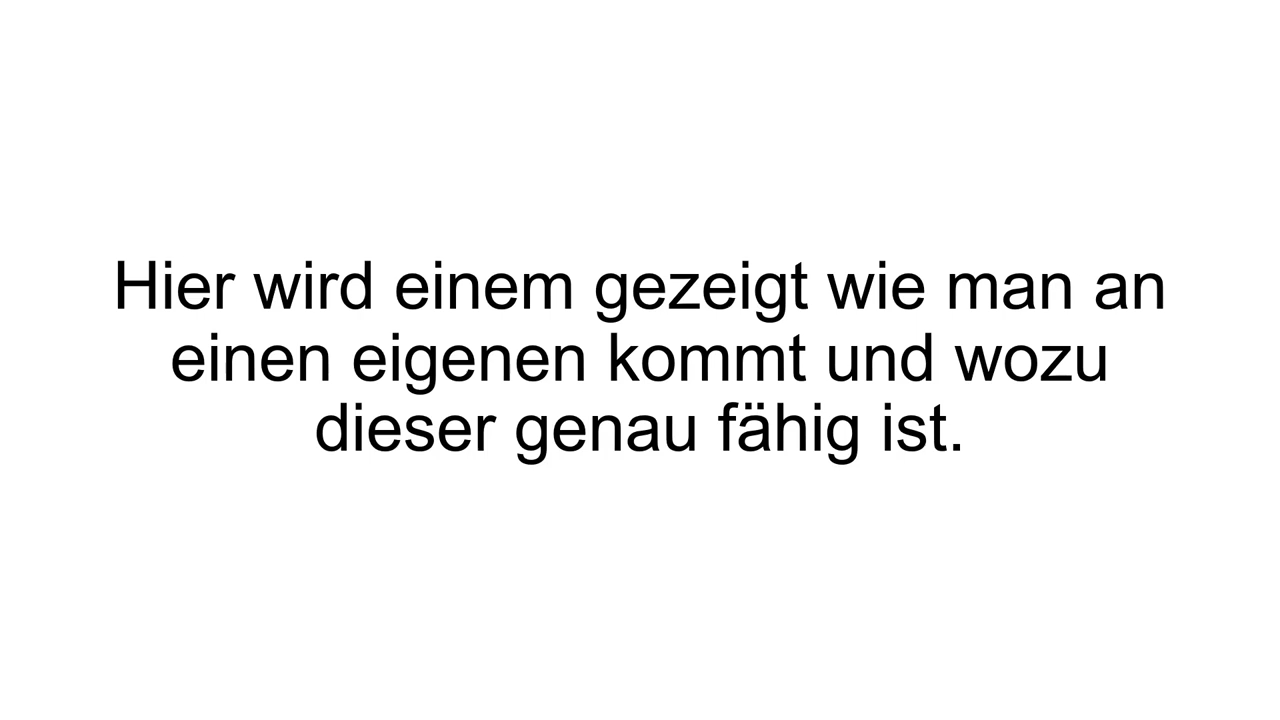 Hier wird einem gezeigt wie man an
einen eigenen kommt und wozu
dieser genau fähig ist.